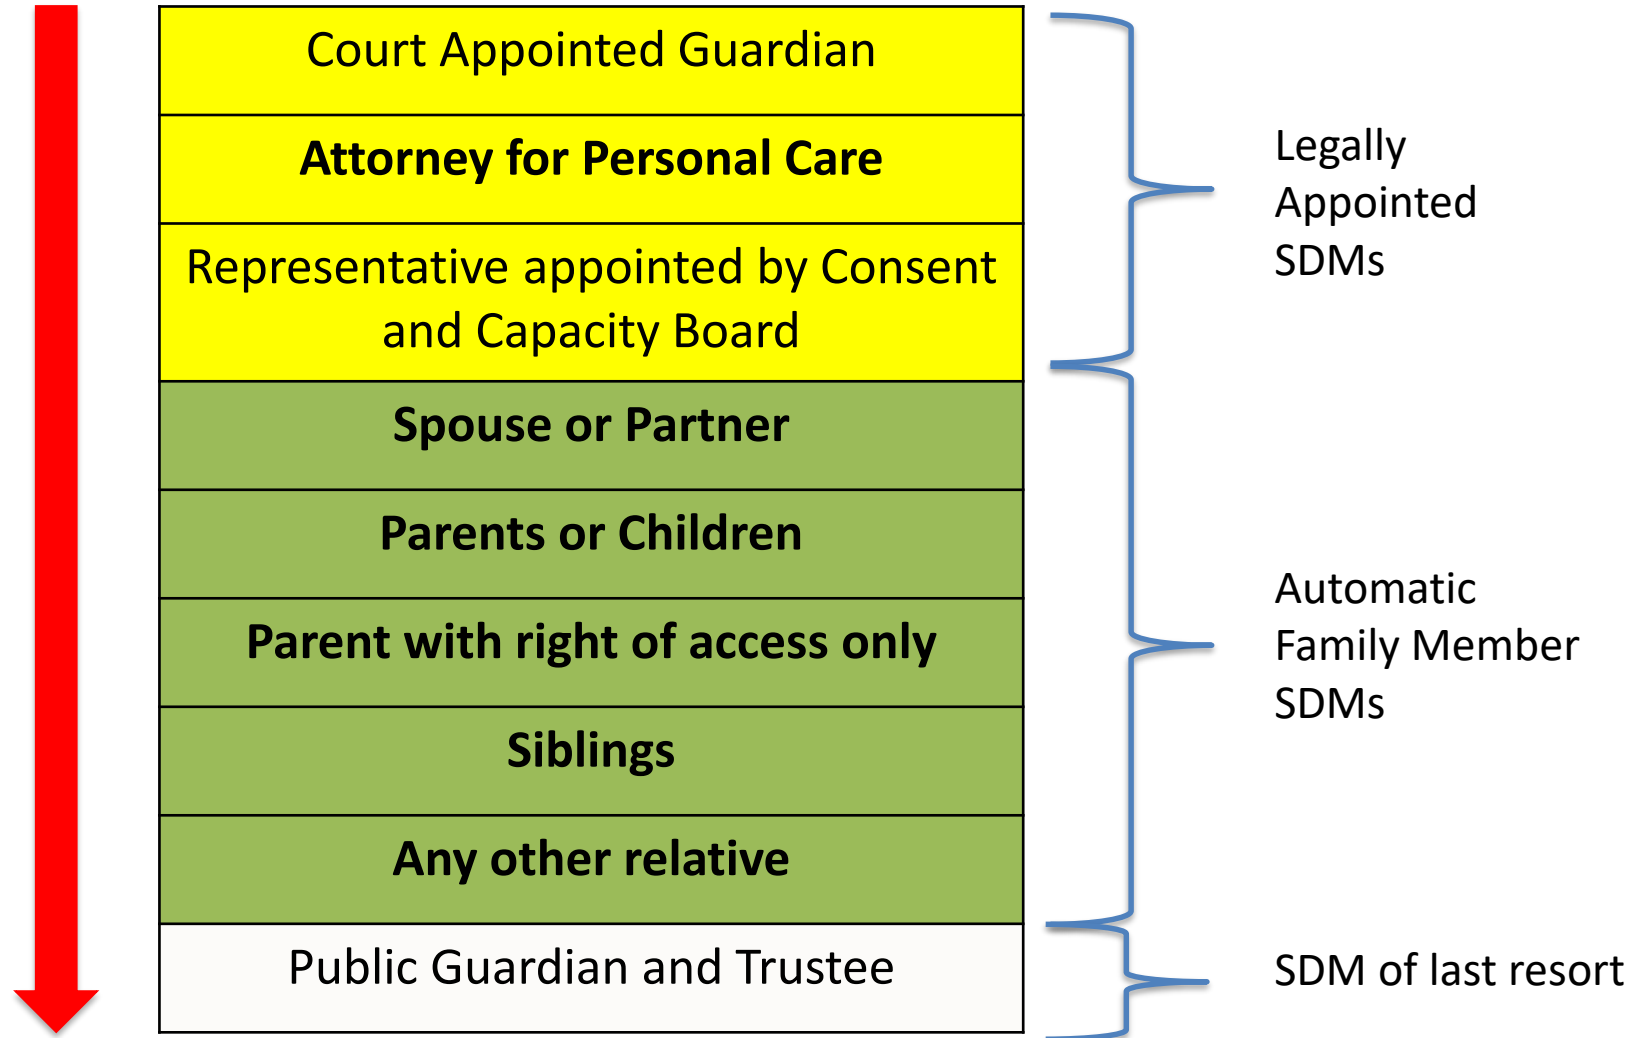 Court Appointed Guardian
Attorney for Personal Care
Representative appointed by Consent
and Capacity Board
Spouse or Partner
Parents or Children
Parent with right of access only
Siblings
Any other relative
Public Guardian and Trustee
Legally
Appointed
SDMs
Automatic
Family Member
SDMs
SDM of last resort